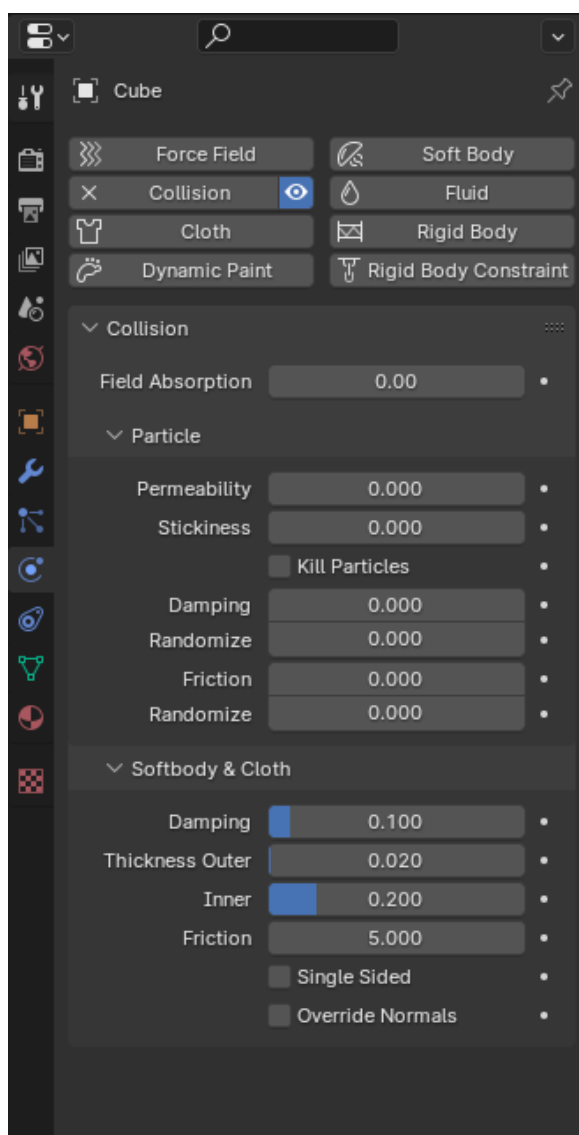 Cube
Force Field
Soft Body
Collision
Fluid
Cloth
Rigid Body
Dynamic Paint
Rigid Body Constraint
Collision
Field Absorption 0.00
Particle
Permeability 0.000
Stickiness 0.000
Kill Particles
Damping 0.000
Randomize 0.000
Friction 0.000
Randomize 0.000
Softbody & Cloth
Damping 0.100
Thickness Outer 0.020
Inner 0.200
Friction 5.000
Single Sided
Override Normals